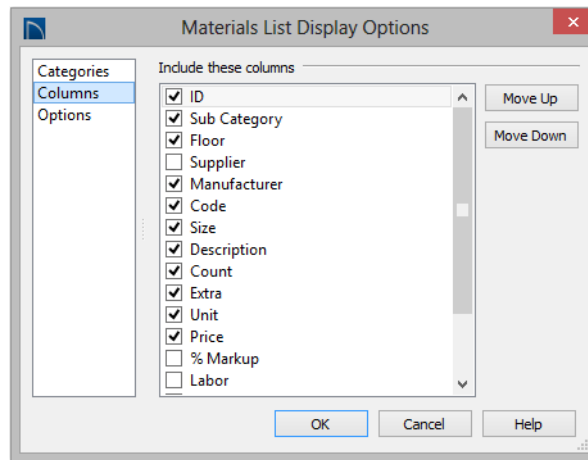 Materials List Display Options
Categories
Columns
Options
Include these columns
ID
Sub Category
Floor
Supplier
Manufacturer
Code
Size
Description
Count
Extra
Unit
Price
% Markup
Labor
Move Up
Move Down
OK
Cancel
Help